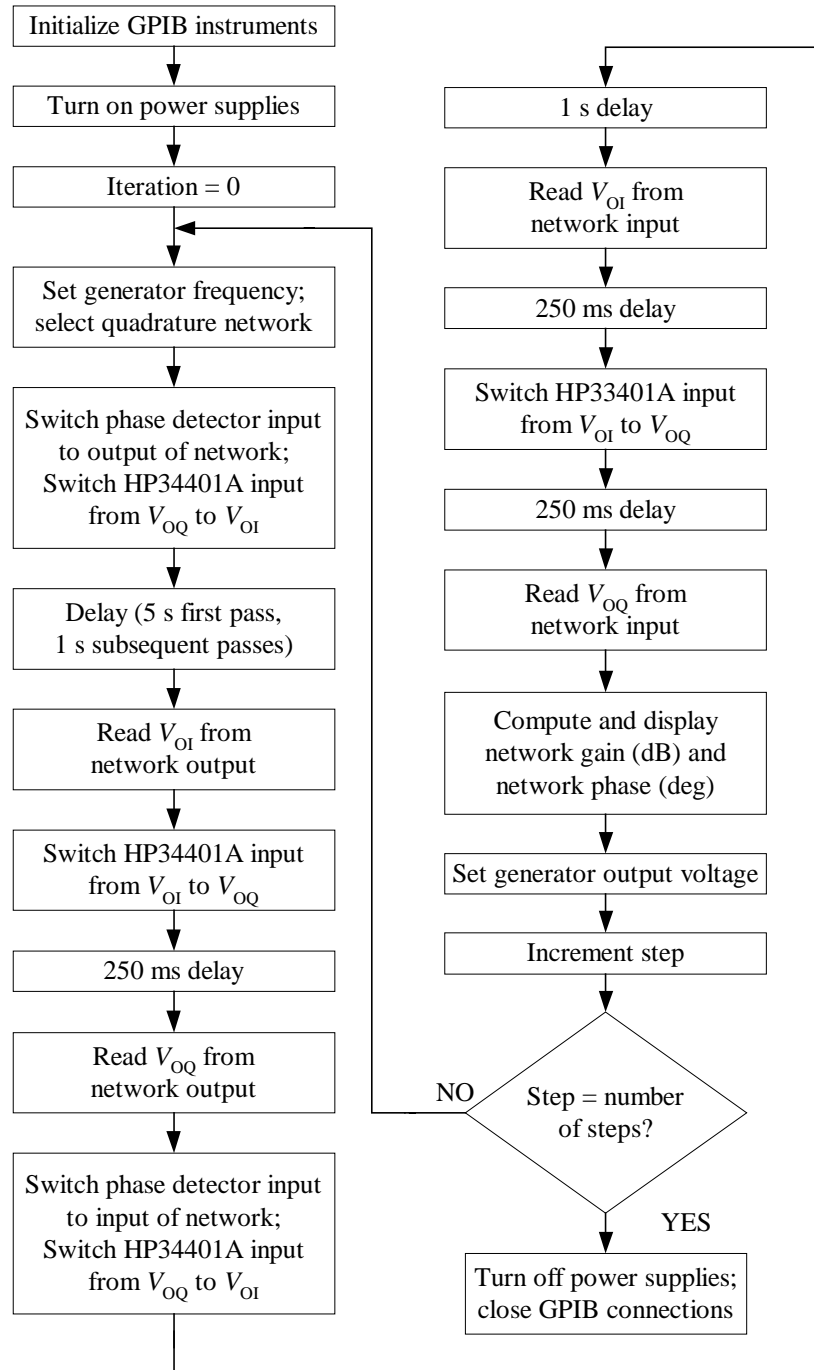 Initialize GPIB instruments
Turn on power supplies
Iteration = 0
Set generator frequency;
select quadrature network
Switch phase detector input
to output of network;
Switch HP34401A input
from VOQ to VOI
Delay (5 s first pass,
1 s subsequent passes)
Read VOI from
network output
Switch HP34401A input
from VOI to VOQ
250 ms delay
Read VOQ from
network output
Switch phase detector input
to input of network;
Switch HP34401A input
from VOQ to VOI
1 s delay
Read VOI from
network input
250 ms delay
Switch HP33401A input
from VOI to VOQ
250 ms delay
Read VOQ from
network input
Compute and display
network gain (dB) and
network phase (deg)
Set generator output voltage
Increment step
NO
Step = number
of steps?
YES
Turn off power supplies;
close GPIB connections